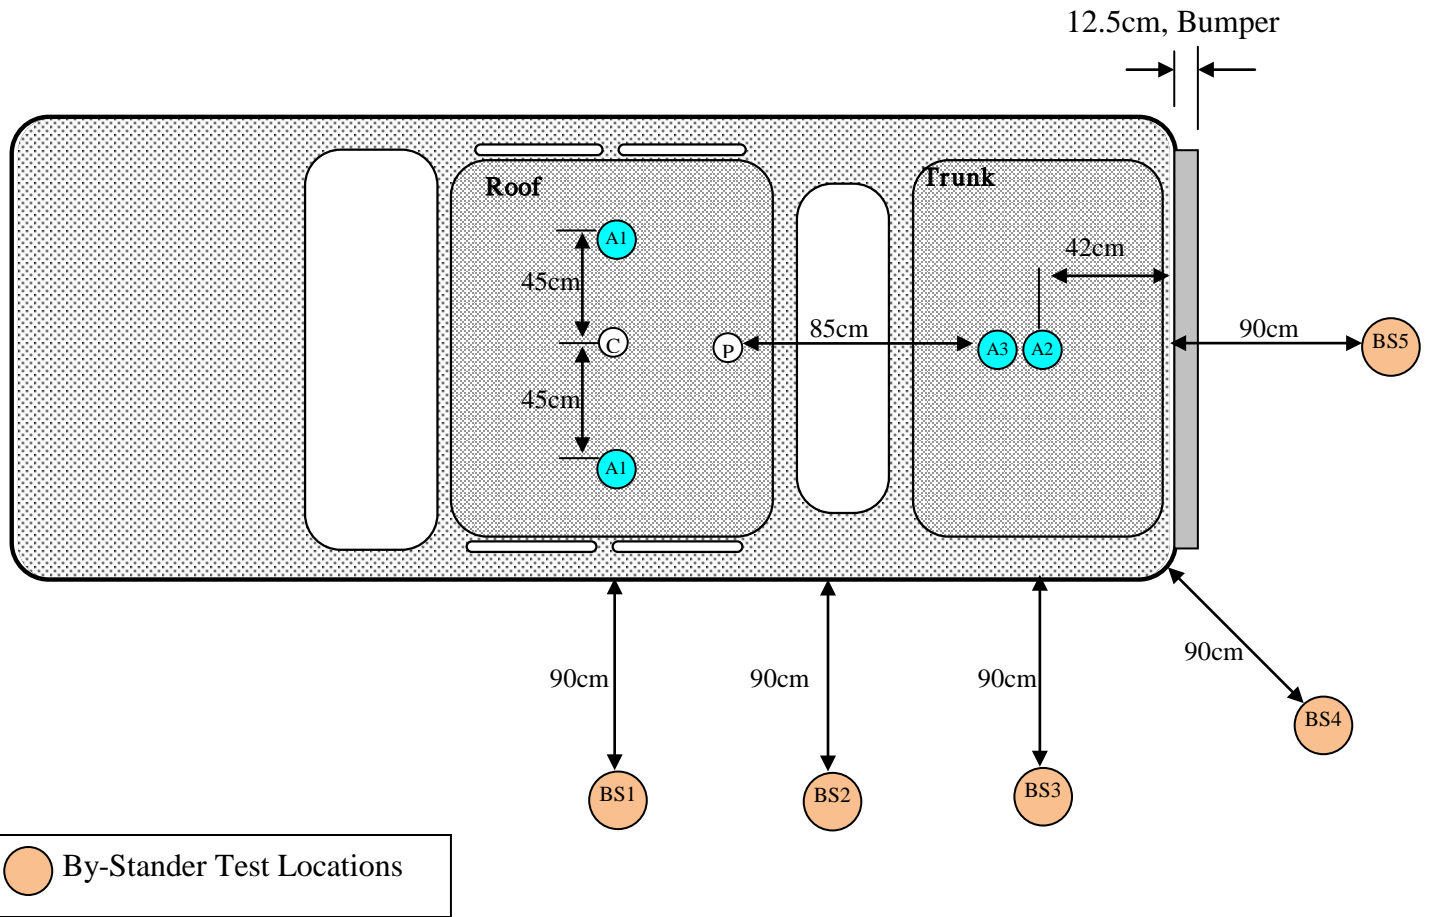 12.5cm, Bumper
Roof
Trunk
A1
42cm
45cm
85cm
90cm
C
P
A3
A2
BS5
45cm
A1
90cm
90cm
90cm
90cm
BS4
BS1
BS2
BS3
By-Stander Test Locations